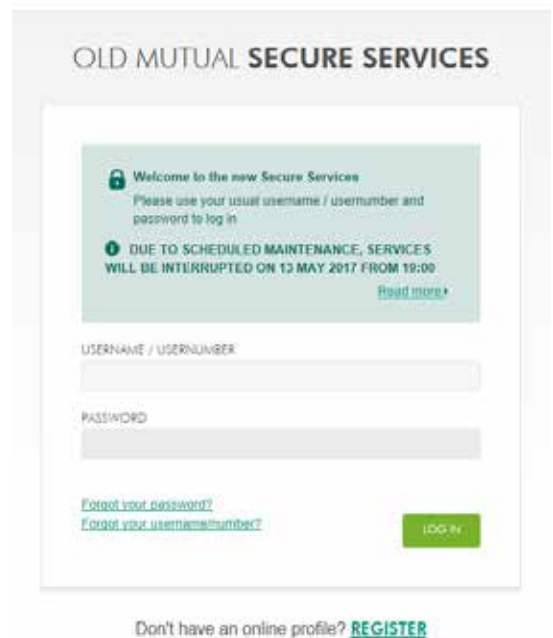 OLD MUTUAL SECURE SERVICES
Welcome to the new Secure Services
Please use your usual username / usernumber and
password to log in
DUE TO SCHEDULED MAINTENANCE, SERVICES
WILL BE INTERRUPTED ON 13 MAY 2017 FROM 19:00
Read more
USERNAME / USERNUMBER
PASSWORD
Forgot your password?
Forgot your username/number?
LOG IN
Don't have an online profile? REGISTER